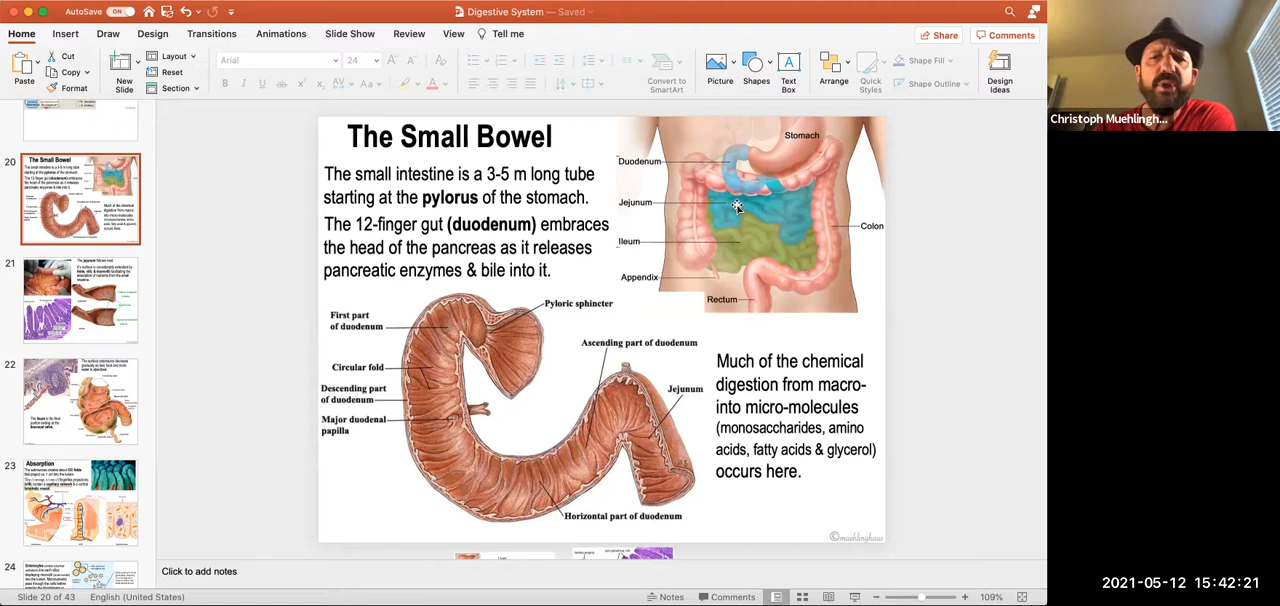 AutoSave ON
Digestive System — Saved
Home Insert Draw Design Transitions Animations Slide Show Review View Tell me
Share Comments
Paste
Cut
Copy
Format
New
Slide
Layout
Reset
Section
Arial 24
Convert to
SmartArt
Picture
Shapes
Text
Box
Arrange
Quick
Styles
Shape Fill
Shape Outline
Design
Ideas
Christoph Muehlingh...
20
The Small Bowel
21
22
23
Absorption
24
The Small Bowel
The small intestine is a 3-5 m long tube
starting at the pylorus of the stomach.
The 12-finger gut (duodenum) embraces
the head of the pancreas as it releases
pancreatic enzymes & bile into it.
Stomach
Duodenum
Jejunum
Ileum
Colon
Appendix
Rectum
Pyloric sphincter
First part
of duodenum
Ascending part of duodenum
Circular fold
Descending part
of duodenum
Jejunum
Major duodenal
papilla
Horizontal part of duodenum
Much of the chemical
digestion from macro-
into micro-molecules
(monosaccharides, amino
acids, fatty acids & glycerol)
occurs here.
©muehlinghaus
Click to add notes
Slide 20 of 43 English (United States)
Notes Comments 109%
2021-05-12 15:42:21